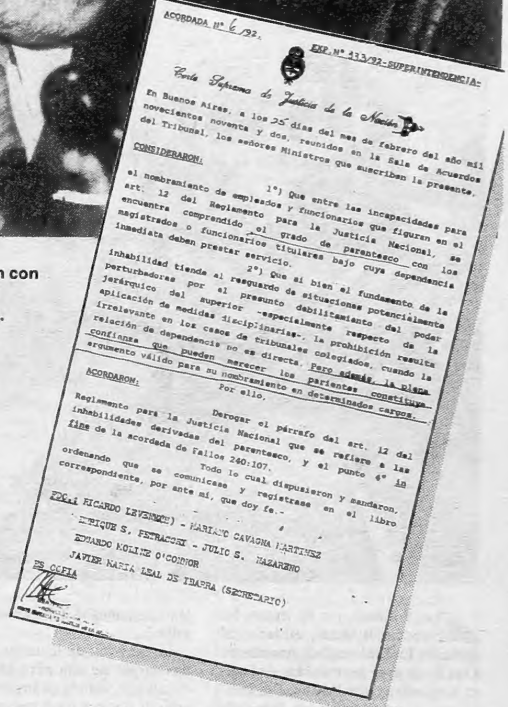 n con
ACORDADA N° 6 /92.
EXP. N° 133/92-SUPERINTENDENCIA-
Corte Suprema de Justicia de la Nación
En Buenos Aires, a los 25 días del mes de febrero del año mil
novecientos noventa y dos, reunidos en la Sala de Acuerdos
del Tribunal, los señores Ministros que suscriben la presente,
CONSIDERARON:
1°) Que entre las incapacidades para
el nombramiento de empleados y funcionarios que figuran en el
art. 12 del Reglamento para la Justicia Nacional, se
encuentra comprendido el grado de parentesco con los
magistrados o funcionarios titulares bajo cuya dependencia
inmediata deben prestar servicio.
2°) Que si bien el fundamento de la
inhabilidad tiende al resguardo de situaciones potencialmente
perturbadoras por el presunto debilitamiento del poder
jerárquico del superior -especialmente respecto de la
aplicación de medidas disciplinarias-, la prohibición resulta
irrelevante en los casos de tribunales colegiados, cuando la
relación de dependencia no es directa. Pero además, la plena
confianza que pueden merecer los parientes constituye
argumento válido para su nombramiento en determinados cargos.
Por ello,
ACORDARON:
Derogar el párrafo del art. 12 del
Reglamento para la Justicia Nacional que se refiere a las
inhabilidades derivadas del parentesco, y el punto 4° in
fine de la acordada de Fallos 240:107.
Todo lo cual dispusieron y mandaron,
ordenando que se comunicase y registrase en el libro
correspondiente, por ante mí, que doy fe.-
FDO.: RICARDO LEVENE(H) - MARIANO CAVAGNA MARTINEZ
ENRIQUE S. PETRACCHI - JULIO S. NAZARENO
EDUARDO MOLINE O'CONNOR
JAVIER MARIA LEAL DE IBARRA (SECRETARIO)
ES COPIA